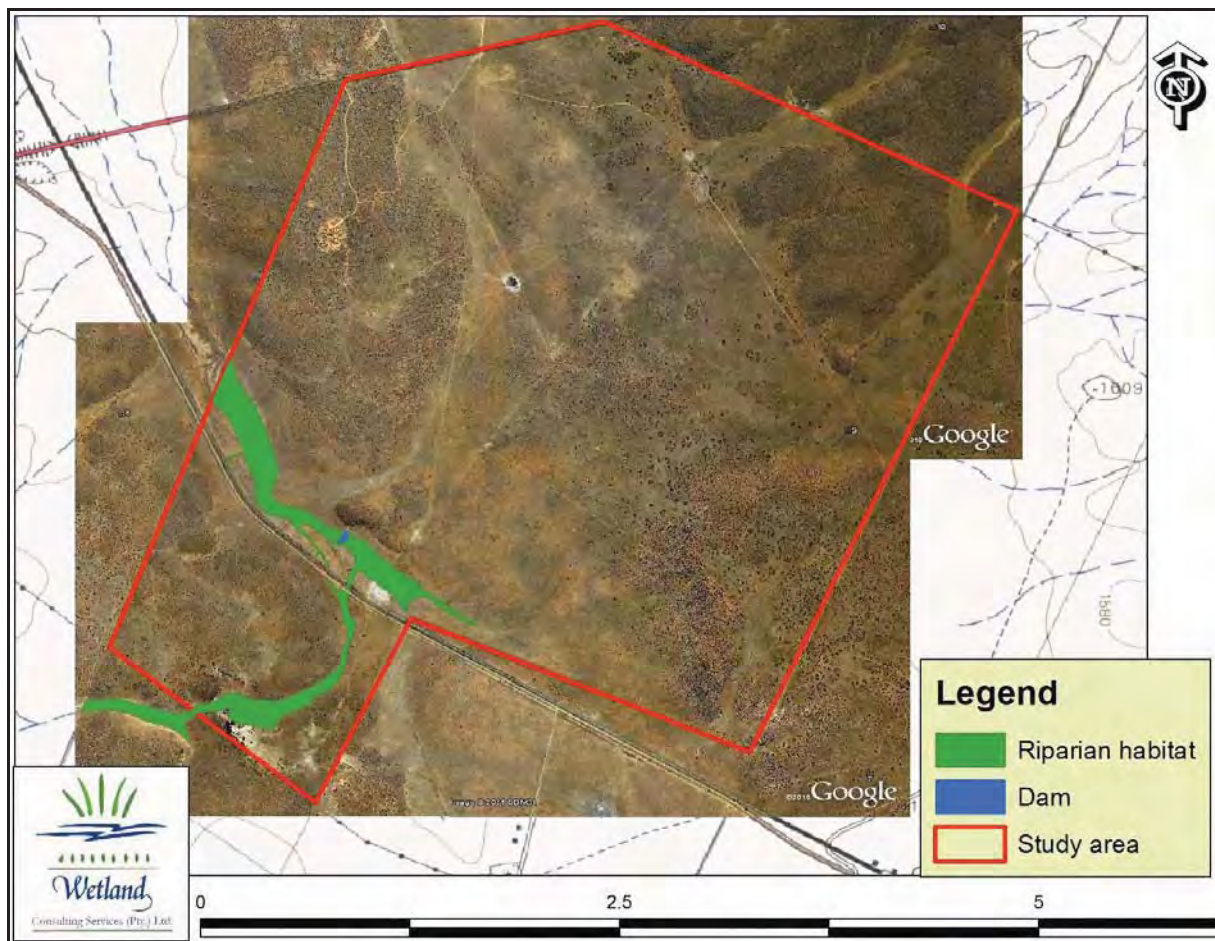 N
Google
-1609
1580
Google
Legend
Riparian habitat
Dam
Study area
Wetland
Consulting Services (Pty.) Ltd.
0
2.5
5